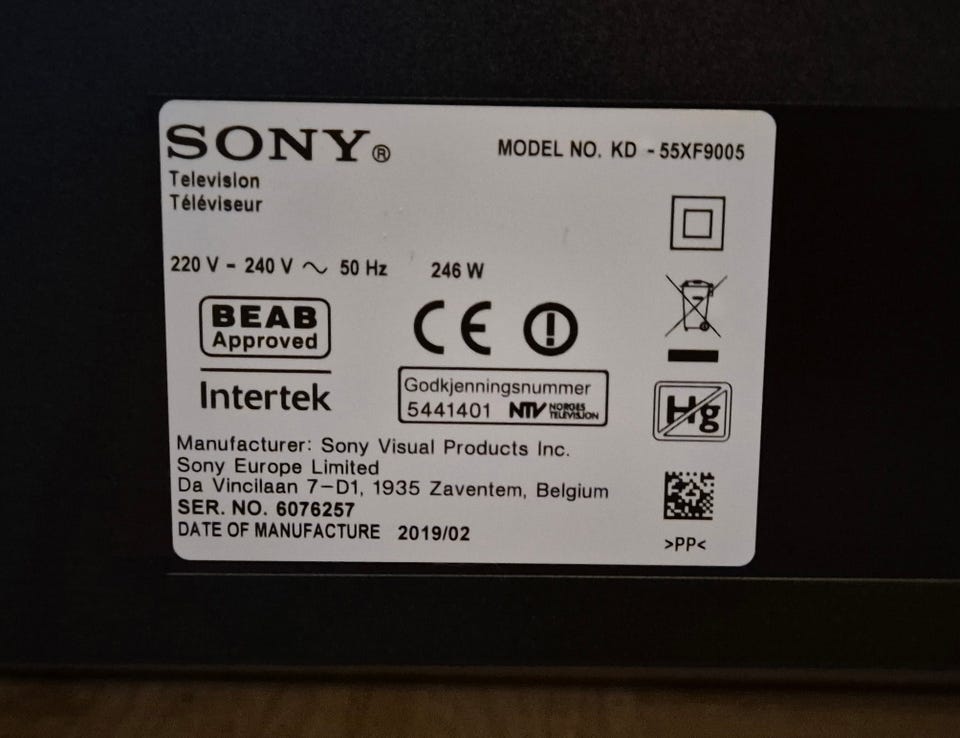 SONY®
MODEL NO. KD - 55XF9005
Television
Téléviseur
220 V - 240 V ~ 50 Hz 246 W
BEAB
Approved
CE
Intertek
Godkjenningsnummer
5441401 NTV NORGES
TELEVISJON
Hg
Manufacturer: Sony Visual Products Inc.
Sony Europe Limited
Da Vincilaan 7-D1, 1935 Zaventem, Belgium
SER. NO. 6076257
DATE OF MANUFACTURE 2019/02
>PP<